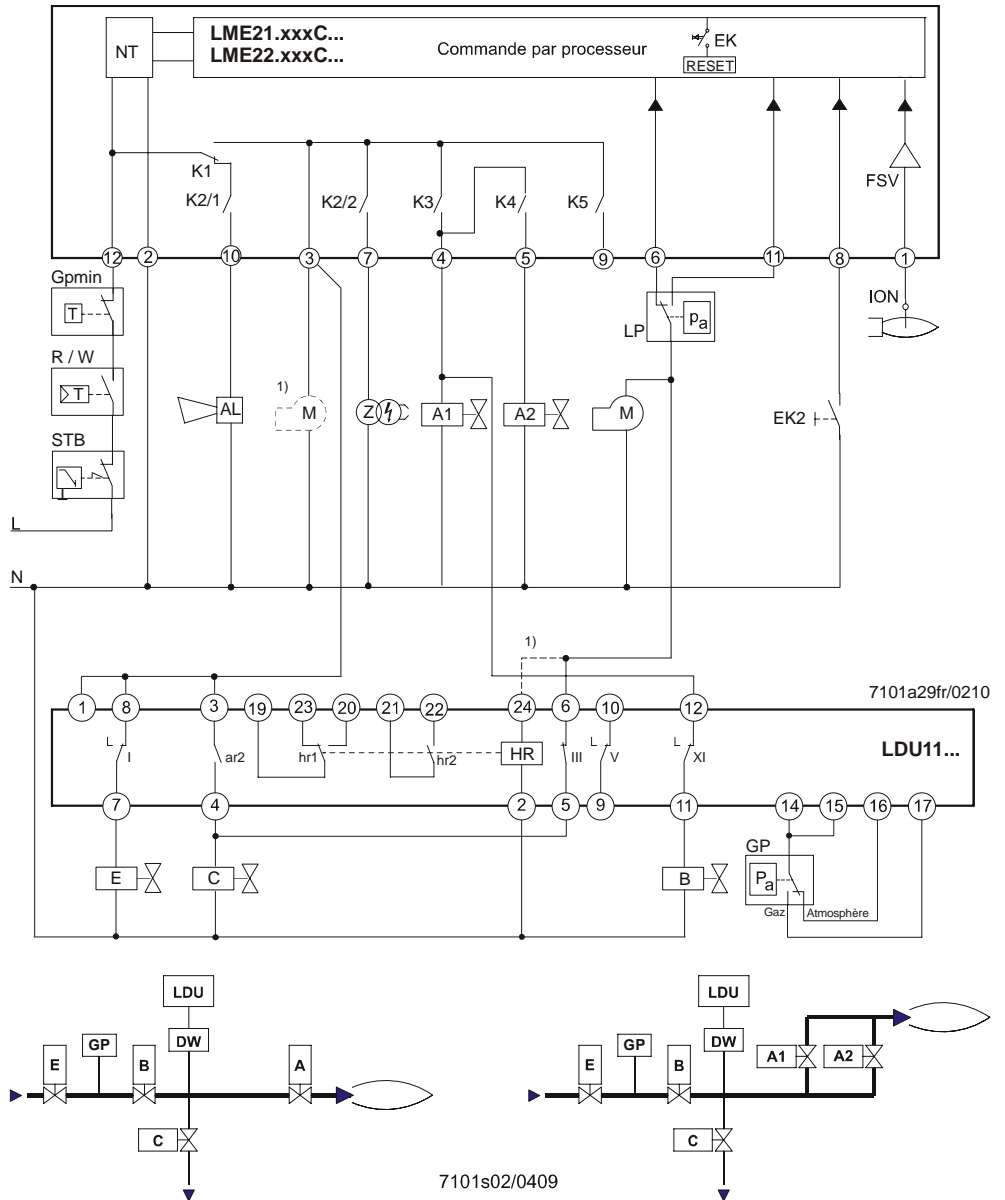 NT
LME21.xxxC...
LME22.xxxC...
Commande par processeur
EK
RESET
FSV
K1
K2/1
K2/2
K3
K4
K5
12
2
10
3
7
4
5
9
6
11
8
1
Gpmin
T
R / W
T
STB
L
N
AL
1)
M
Z
A1
A2
M
LP
pa
ION
EK2
1)
7101a29fr/0210
1
8
3
19
23
20
21
22
24
6
10
12
LDU11...
L
I
ar2
hr1
hr2
HR
III
L
V
L
XI
7
4
2
5
9
11
14
15
16
17
E
C
B
GP
Pa
Gaz
Atmosphère
LDU
DW
E
GP
B
A
C
LDU
DW
E
GP
B
A1
A2
C
7101s02/0409